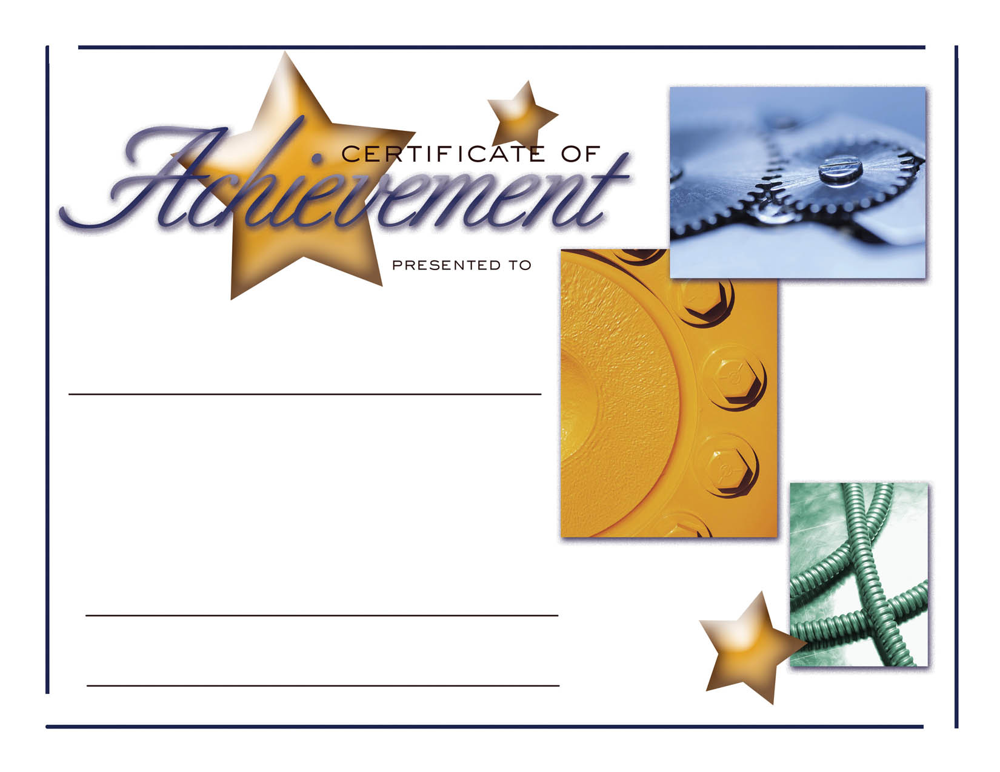 CERTIFICATE OF
Achievement
PRESENTED TO